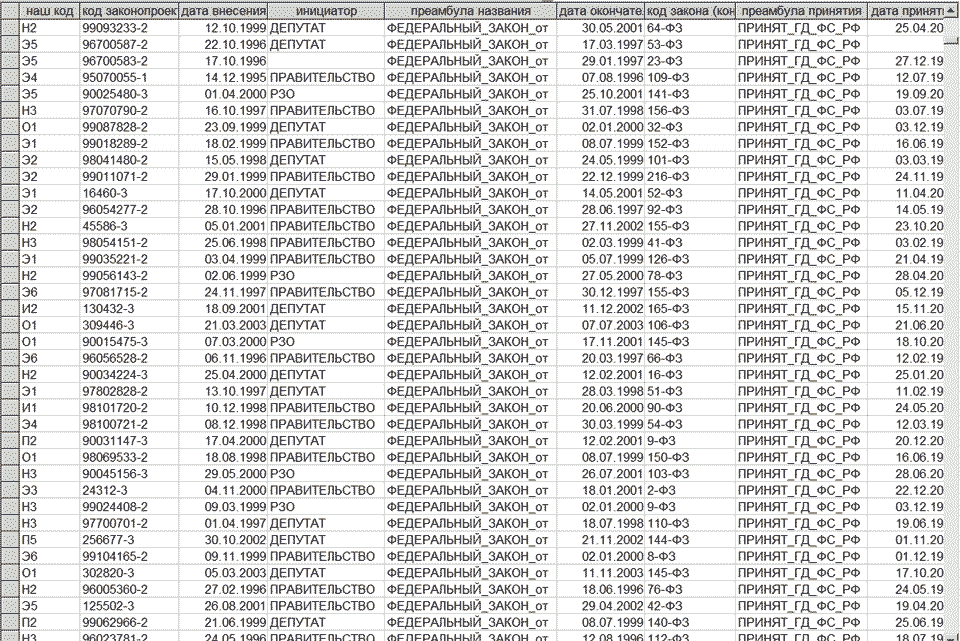 наш код код законопроек дата внесения инициатор преамбула названия дата окончате. код закона (кон преамбула принятия дата принят
Н2 99093233-2 12.10.1999 ДЕПУТАТ ФЕДЕРАЛЬНЫЙ_ЗАКОН_от 30.05.2001 64-ФЗ ПРИНЯТ_ГД_ФС_РФ 25.04.20
Э5 96700587-2 22.10.1996 ДЕПУТАТ ФЕДЕРАЛЬНЫЙ_ЗАКОН_от 17.03.1997 53-ФЗ ПРИНЯТ_ГД_ФС_РФ
Э5 96700583-2 17.10.1996 ФЕДЕРАЛЬНЫЙ_ЗАКОН_от 29.01.1997 23-ФЗ ПРИНЯТ_ГД_ФС_РФ 27.12.19
Э4 95070055-1 14.12.1995 ПРАВИТЕЛЬСТВО ФЕДЕРАЛЬНЫЙ_ЗАКОН_от 07.08.1996 109-ФЗ ПРИНЯТ_ГД_ФС_РФ 12.07.19
Э5 90025480-3 01.04.2000 РЗО ФЕДЕРАЛЬНЫЙ_ЗАКОН_от 25.10.2001 141-ФЗ ПРИНЯТ_ГД_ФС_РФ 19.09.20
Н3 97070790-2 16.10.1997 ПРАВИТЕЛЬСТВО ФЕДЕРАЛЬНЫЙ_ЗАКОН_от 31.07.1998 156-ФЗ ПРИНЯТ_ГД_ФС_РФ 03.07.19
О1 99087828-2 23.09.1999 ДЕПУТАТ ФЕДЕРАЛЬНЫЙ_ЗАКОН_от 02.01.2000 32-ФЗ ПРИНЯТ_ГД_ФС_РФ 03.12.19
Э1 99018289-2 18.02.1999 ПРАВИТЕЛЬСТВО ФЕДЕРАЛЬНЫЙ_ЗАКОН_от 08.07.1999 152-ФЗ ПРИНЯТ_ГД_ФС_РФ 16.06.19
Э2 98041480-2 15.05.1998 ДЕПУТАТ ФЕДЕРАЛЬНЫЙ_ЗАКОН_от 24.05.1999 101-ФЗ ПРИНЯТ_ГД_ФС_РФ 03.03.19
Э2 99011071-2 29.01.1999 ПРАВИТЕЛЬСТВО ФЕДЕРАЛЬНЫЙ_ЗАКОН_от 22.12.1999 216-ФЗ ПРИНЯТ_ГД_ФС_РФ 24.11.19
Э1 16460-3 17.10.2000 ДЕПУТАТ ФЕДЕРАЛЬНЫЙ_ЗАКОН_от 14.05.2001 52-ФЗ ПРИНЯТ_ГД_ФС_РФ 11.04.20
Э2 96054277-2 28.10.1996 ПРАВИТЕЛЬСТВО ФЕДЕРАЛЬНЫЙ_ЗАКОН_от 28.06.1997 92-ФЗ ПРИНЯТ_ГД_ФС_РФ 14.05.19
Н2 45586-3 05.01.2001 ПРАВИТЕЛЬСТВО ФЕДЕРАЛЬНЫЙ_ЗАКОН_от 27.11.2002 155-ФЗ ПРИНЯТ_ГД_ФС_РФ 23.10.20
Н3 98054151-2 25.06.1998 ПРАВИТЕЛЬСТВО ФЕДЕРАЛЬНЫЙ_ЗАКОН_от 02.03.1999 41-ФЗ ПРИНЯТ_ГД_ФС_РФ 03.02.19
Э1 99035221-2 03.04.1999 ПРАВИТЕЛЬСТВО ФЕДЕРАЛЬНЫЙ_ЗАКОН_от 05.07.1999 126-ФЗ ПРИНЯТ_ГД_ФС_РФ 21.04.19
Н2 99056143-2 02.06.1999 РЗО ФЕДЕРАЛЬНЫЙ_ЗАКОН_от 27.05.2000 78-ФЗ ПРИНЯТ_ГД_ФС_РФ 28.04.20
Э6 97081715-2 24.11.1997 ПРАВИТЕЛЬСТВО ФЕДЕРАЛЬНЫЙ_ЗАКОН_от 30.12.1997 155-ФЗ ПРИНЯТ_ГД_ФС_РФ 05.12.19
И2 130432-3 18.09.2001 ДЕПУТАТ ФЕДЕРАЛЬНЫЙ_ЗАКОН_от 11.12.2002 165-ФЗ ПРИНЯТ_ГД_ФС_РФ 15.11.20
О1 309446-3 21.03.2003 ДЕПУТАТ ФЕДЕРАЛЬНЫЙ_ЗАКОН_от 07.07.2003 106-ФЗ ПРИНЯТ_ГД_ФС_РФ 21.06.20
О1 90015475-3 07.03.2000 РЗО ФЕДЕРАЛЬНЫЙ_ЗАКОН_от 17.11.2001 145-ФЗ ПРИНЯТ_ГД_ФС_РФ 18.10.20
Э6 96056528-2 06.11.1996 ПРАВИТЕЛЬСТВО ФЕДЕРАЛЬНЫЙ_ЗАКОН_от 20.03.1997 66-ФЗ ПРИНЯТ_ГД_ФС_РФ 12.02.19
Н2 90034224-3 25.04.2000 ДЕПУТАТ ФЕДЕРАЛЬНЫЙ_ЗАКОН_от 12.02.2001 16-ФЗ ПРИНЯТ_ГД_ФС_РФ 25.01.20
Э1 97802828-2 13.10.1997 ДЕПУТАТ ФЕДЕРАЛЬНЫЙ_ЗАКОН_от 28.03.1998 51-ФЗ ПРИНЯТ_ГД_ФС_РФ 11.02.19
И1 98101720-2 10.12.1998 ПРАВИТЕЛЬСТВО ФЕДЕРАЛЬНЫЙ_ЗАКОН_от 20.06.2000 90-ФЗ ПРИНЯТ_ГД_ФС_РФ 24.05.20
Э4 98100721-2 08.12.1998 ПРАВИТЕЛЬСТВО ФЕДЕРАЛЬНЫЙ_ЗАКОН_от 30.03.1999 54-ФЗ ПРИНЯТ_ГД_ФС_РФ 12.03.19
П2 90031147-3 17.04.2000 ДЕПУТАТ ФЕДЕРАЛЬНЫЙ_ЗАКОН_от 12.02.2001 9-ФЗ ПРИНЯТ_ГД_ФС_РФ 20.12.20
О1 98069533-2 18.08.1998 ПРАВИТЕЛЬСТВО ФЕДЕРАЛЬНЫЙ_ЗАКОН_от 08.07.1999 150-ФЗ ПРИНЯТ_ГД_ФС_РФ 16.06.19
Н3 90045156-3 29.05.2000 РЗО ФЕДЕРАЛЬНЫЙ_ЗАКОН_от 26.07.2001 103-ФЗ ПРИНЯТ_ГД_ФС_РФ 28.06.20
Э3 24312-3 04.11.2000 ПРАВИТЕЛЬСТВО ФЕДЕРАЛЬНЫЙ_ЗАКОН_от 18.01.2001 2-ФЗ ПРИНЯТ_ГД_ФС_РФ 22.12.20
Н3 99024408-2 09.03.1999 РЗО ФЕДЕРАЛЬНЫЙ_ЗАКОН_от 02.01.2000 9-ФЗ ПРИНЯТ_ГД_ФС_РФ 03.12.19
Н3 97700701-2 01.04.1997 ДЕПУТАТ ФЕДЕРАЛЬНЫЙ_ЗАКОН_от 18.07.1998 110-ФЗ ПРИНЯТ_ГД_ФС_РФ 19.06.19
П5 256677-3 30.10.2002 ДЕПУТАТ ФЕДЕРАЛЬНЫЙ_ЗАКОН_от 21.11.2002 144-ФЗ ПРИНЯТ_ГД_ФС_РФ 01.11.20
Э6 99104165-2 09.11.1999 ПРАВИТЕЛЬСТВО ФЕДЕРАЛЬНЫЙ_ЗАКОН_от 02.01.2000 8-ФЗ ПРИНЯТ_ГД_ФС_РФ 01.12.19
О1 302820-3 05.03.2003 ДЕПУТАТ ФЕДЕРАЛЬНЫЙ_ЗАКОН_от 11.11.2003 145-ФЗ ПРИНЯТ_ГД_ФС_РФ 17.10.20
Н2 96005360-2 27.02.1996 ПРАВИТЕЛЬСТВО ФЕДЕРАЛЬНЫЙ_ЗАКОН_от 18.06.1996 76-ФЗ ПРИНЯТ_ГД_ФС_РФ 24.05.19
Э5 125502-3 26.08.2001 ПРАВИТЕЛЬСТВО ФЕДЕРАЛЬНЫЙ_ЗАКОН_от 29.04.2002 42-ФЗ ПРИНЯТ_ГД_ФС_РФ 19.04.20
П2 99062966-2 21.06.1999 ДЕПУТАТ ФЕДЕРАЛЬНЫЙ_ЗАКОН_от 08.07.1999 140-ФЗ ПРИНЯТ_ГД_ФС_РФ 25.06.19
Н3 96023781-2 24.05.1996 ПРАВИТЕЛЬСТВО ФЕДЕРАЛЬНЫЙ_ЗАКОН_от 12.08.1996 112-ФЗ ПРИНЯТ_ГД_ФС_РФ 18.07.19